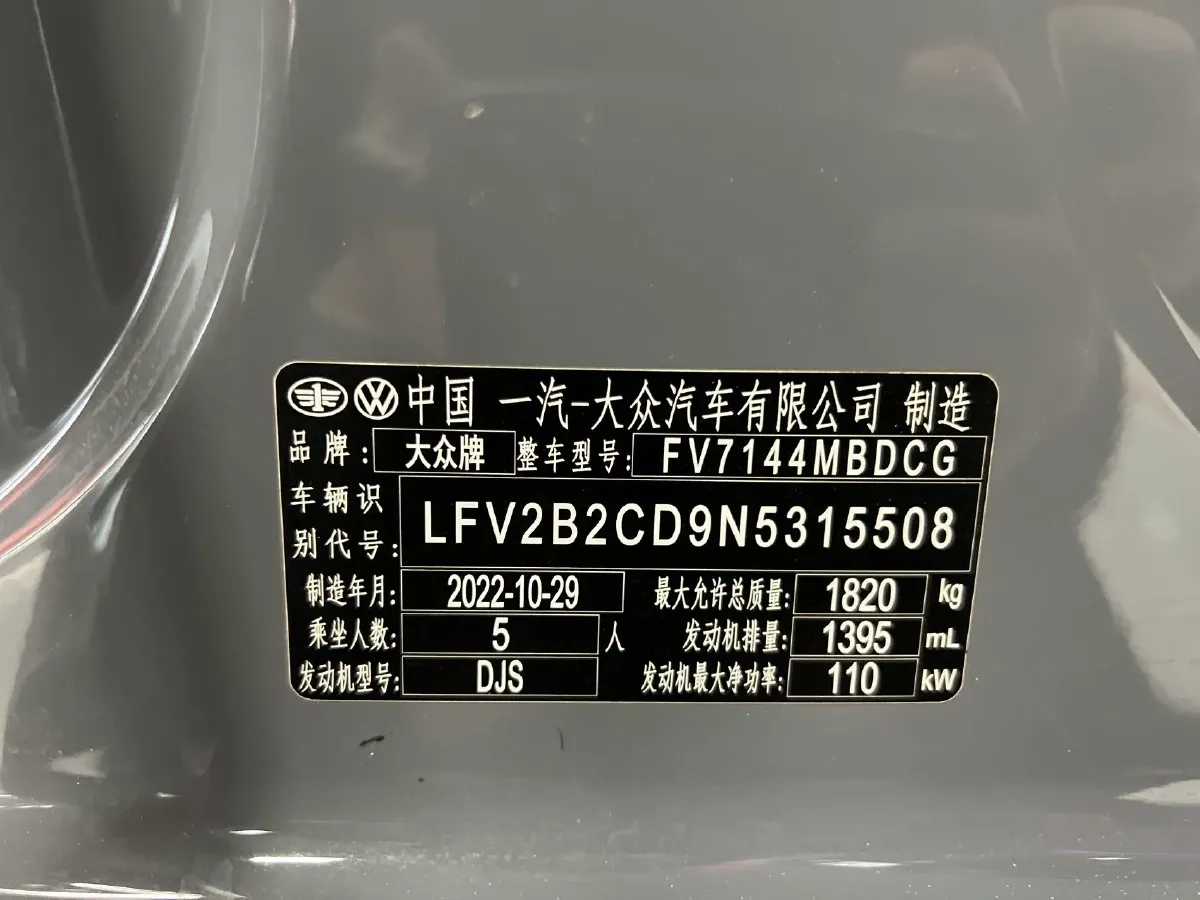 中国 一汽-大众汽车有限公司 制造
品牌: 大众牌 整车型号: FV7144MBDCG
车辆识
别代号: LFV2B2CD9N5315508
制造年月: 2022-10-29 最大允许总质量: 1820 kg
乘坐人数: 5 人 发动机排量: 1395 mL
发动机型号: DJS 发动机最大净功率: 110 kW